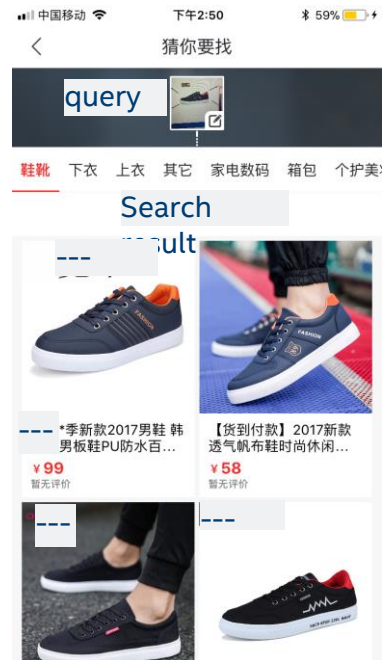 中国移动 下午2:50 59%
猜你要找
query
鞋靴 下衣 上衣 其它 家电数码 箱包 个护美
Search
result
---
FASHION
FASHION
--- *季新款2017男鞋 韩
男板鞋PU防水百...
¥99
暂无评价
【货到付款】2017新款
透气帆布鞋时尚休闲...
¥58
暂无评价
---
---